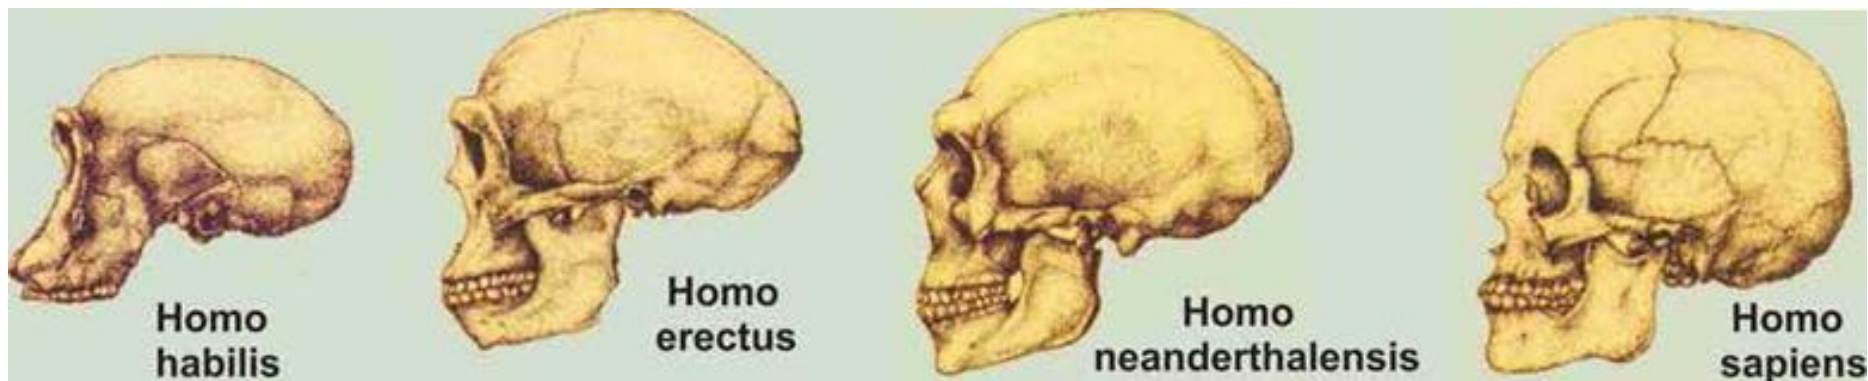 Homo
habilis
Homo
erectus
Homo
neanderthalensis
Homo
sapiens